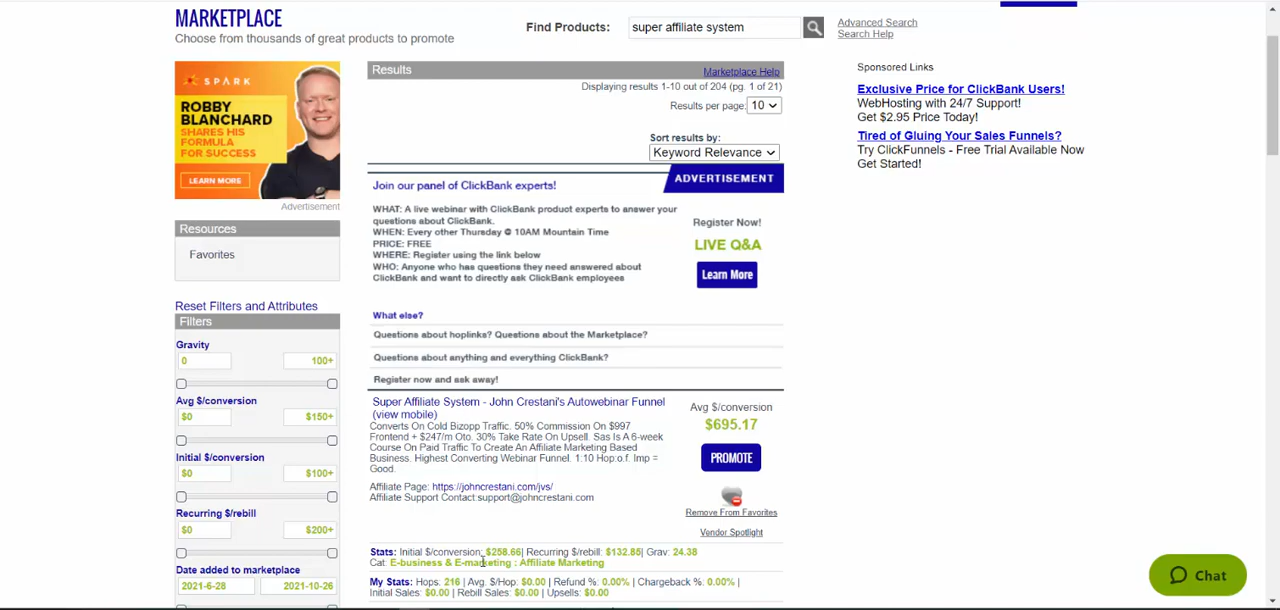 MARKETPLACE
Choose from thousands of great products to promote
Find Products:
super affiliate system
Advanced Search
Search Help
SPARK
ROBBY
BLANCHARD
SHARES HIS
FORMULA
FOR SUCCESS
LEARN MORE
Advertisement
Resources
Favorites
Reset Filters and Attributes
Filters
Gravity
0 100+
Avg $/conversion
$0 $150+
Initial $/conversion
$0 $100+
Recurring $/rebill
$0 $200+
Date added to marketplace
2021-6-28 2021-10-26
Results
Marketplace Help
Displaying results 1-10 out of 204 (pg. 1 of 21)
Results per page: 10
Sort results by:
Keyword Relevance
ADVERTISEMENT
Join our panel of ClickBank experts!
WHAT: A live webinar with ClickBank product experts to answer your
questions about ClickBank.
WHEN: Every other Thursday @ 10AM Mountain Time
PRICE: FREE
WHERE: Register using the link below
WHO: Anyone who has questions they need answered about
ClickBank and want to directly ask ClickBank employees
Register Now!
LIVE Q&A
Learn More
What else?
Questions about hoplinks? Questions about the Marketplace?
Questions about anything and everything ClickBank?
Register now and ask away!
Super Affiliate System - John Crestani's Autowebinar Funnel
(view mobile)
Converts On Cold Bizopp Traffic. 50% Commission On $997
Frontend + $247/m Oto. 30% Take Rate On Upsell. Sas Is A 6-week
Course On Paid Traffic To Create An Affiliate Marketing Based
Business. Highest Converting Webinar Funnel. 1:10 Hop:o.f. Imp =
Good.
Affiliate Page: https://johncrestani.com/jvs/
Affiliate Support Contact:support@johncrestani.com
Avg $/conversion
$695.17
PROMOTE
Remove From Favorites
Vendor Spotlight
Stats: Initial $/conversion: $258.66| Recurring $/rebill: $132.85| Grav: 24.38
Cat: E-business & E-marketing : Affiliate Marketing
My Stats: Hops: 216 | Avg. $/Hop: $0.00 | Refund %: 0.00% | Chargeback %: 0.00% |
Initial Sales: $0.00 | Rebill Sales: $0.00 | Upsells: $0.00
Sponsored Links
Exclusive Price for ClickBank Users!
WebHosting with 24/7 Support!
Get $2.95 Price Today!
Tired of Gluing Your Sales Funnels?
Try ClickFunnels - Free Trial Available Now
Get Started!
Chat